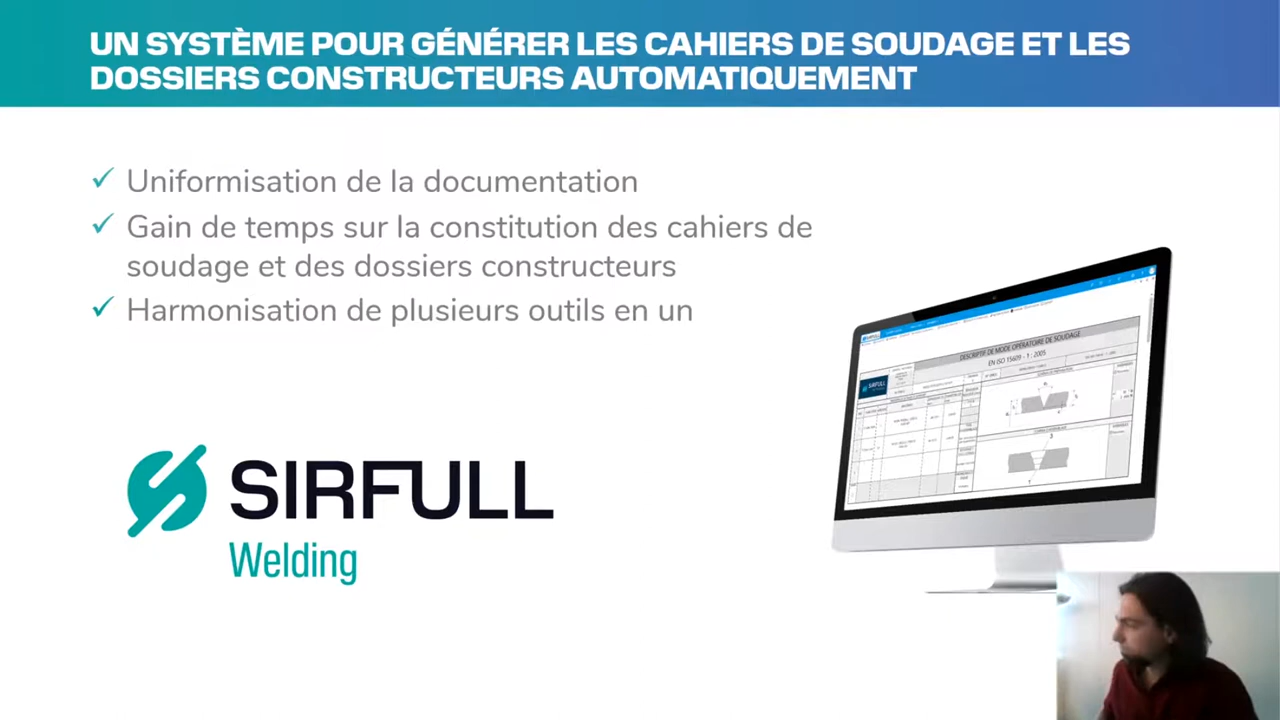 UN SYSTÈME POUR GÉNÉRER LES CAHIERS DE SOUDAGE ET LES
DOSSIERS CONSTRUCTEURS AUTOMATIQUEMENT
✓ Uniformisation de la documentation
✓ Gain de temps sur la constitution des cahiers de
soudage et des dossiers constructeurs
✓ Harmonisation de plusieurs outils en un
SIRFULL
DESCRIPTIF DE MODE OPERATOIRE DE SOUDAGE
EN ISO 15609 - 1 : 2005
SIRFULL
SIRFULL
Welding